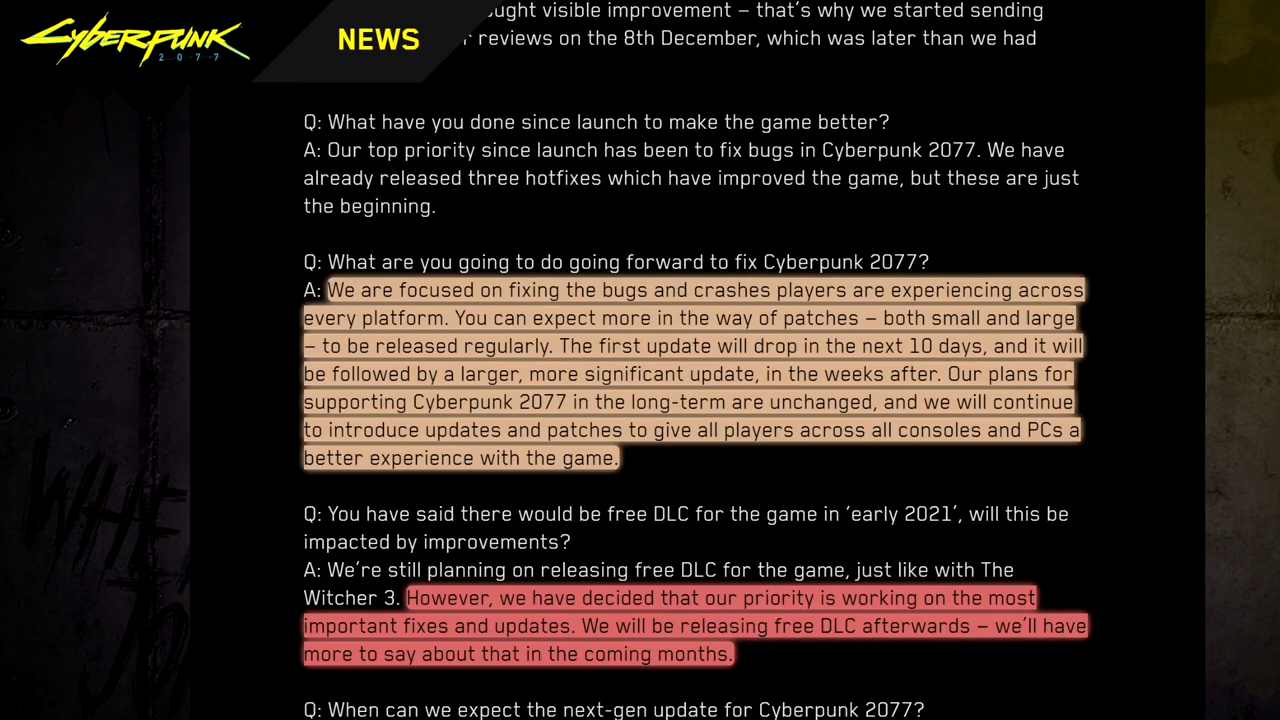 CYBERPUNK
2077
NEWS
ought visible improvement – that's why we started sending
r reviews on the 8th December, which was later than we had
Q: What have you done since launch to make the game better?
A: Our top priority since launch has been to fix bugs in Cyberpunk 2077. We have
already released three hotfixes which have improved the game, but these are just
the beginning.
Q: What are you going to do going forward to fix Cyberpunk 2077?
A: We are focused on fixing the bugs and crashes players are experiencing across
every platform. You can expect more in the way of patches – both small and large
– to be released regularly. The first update will drop in the next 10 days, and it will
be followed by a larger, more significant update, in the weeks after. Our plans for
supporting Cyberpunk 2077 in the long-term are unchanged, and we will continue
to introduce updates and patches to give all players across all consoles and PCs a
better experience with the game.
Q: You have said there would be free DLC for the game in ‘early 2021’, will this be
impacted by improvements?
A: We're still planning on releasing free DLC for the game, just like with The
Witcher 3. However, we have decided that our priority is working on the most
important fixes and updates. We will be releasing free DLC afterwards – we'll have
more to say about that in the coming months.
Q: When can we expect the next-gen update for Cyberpunk 2077?